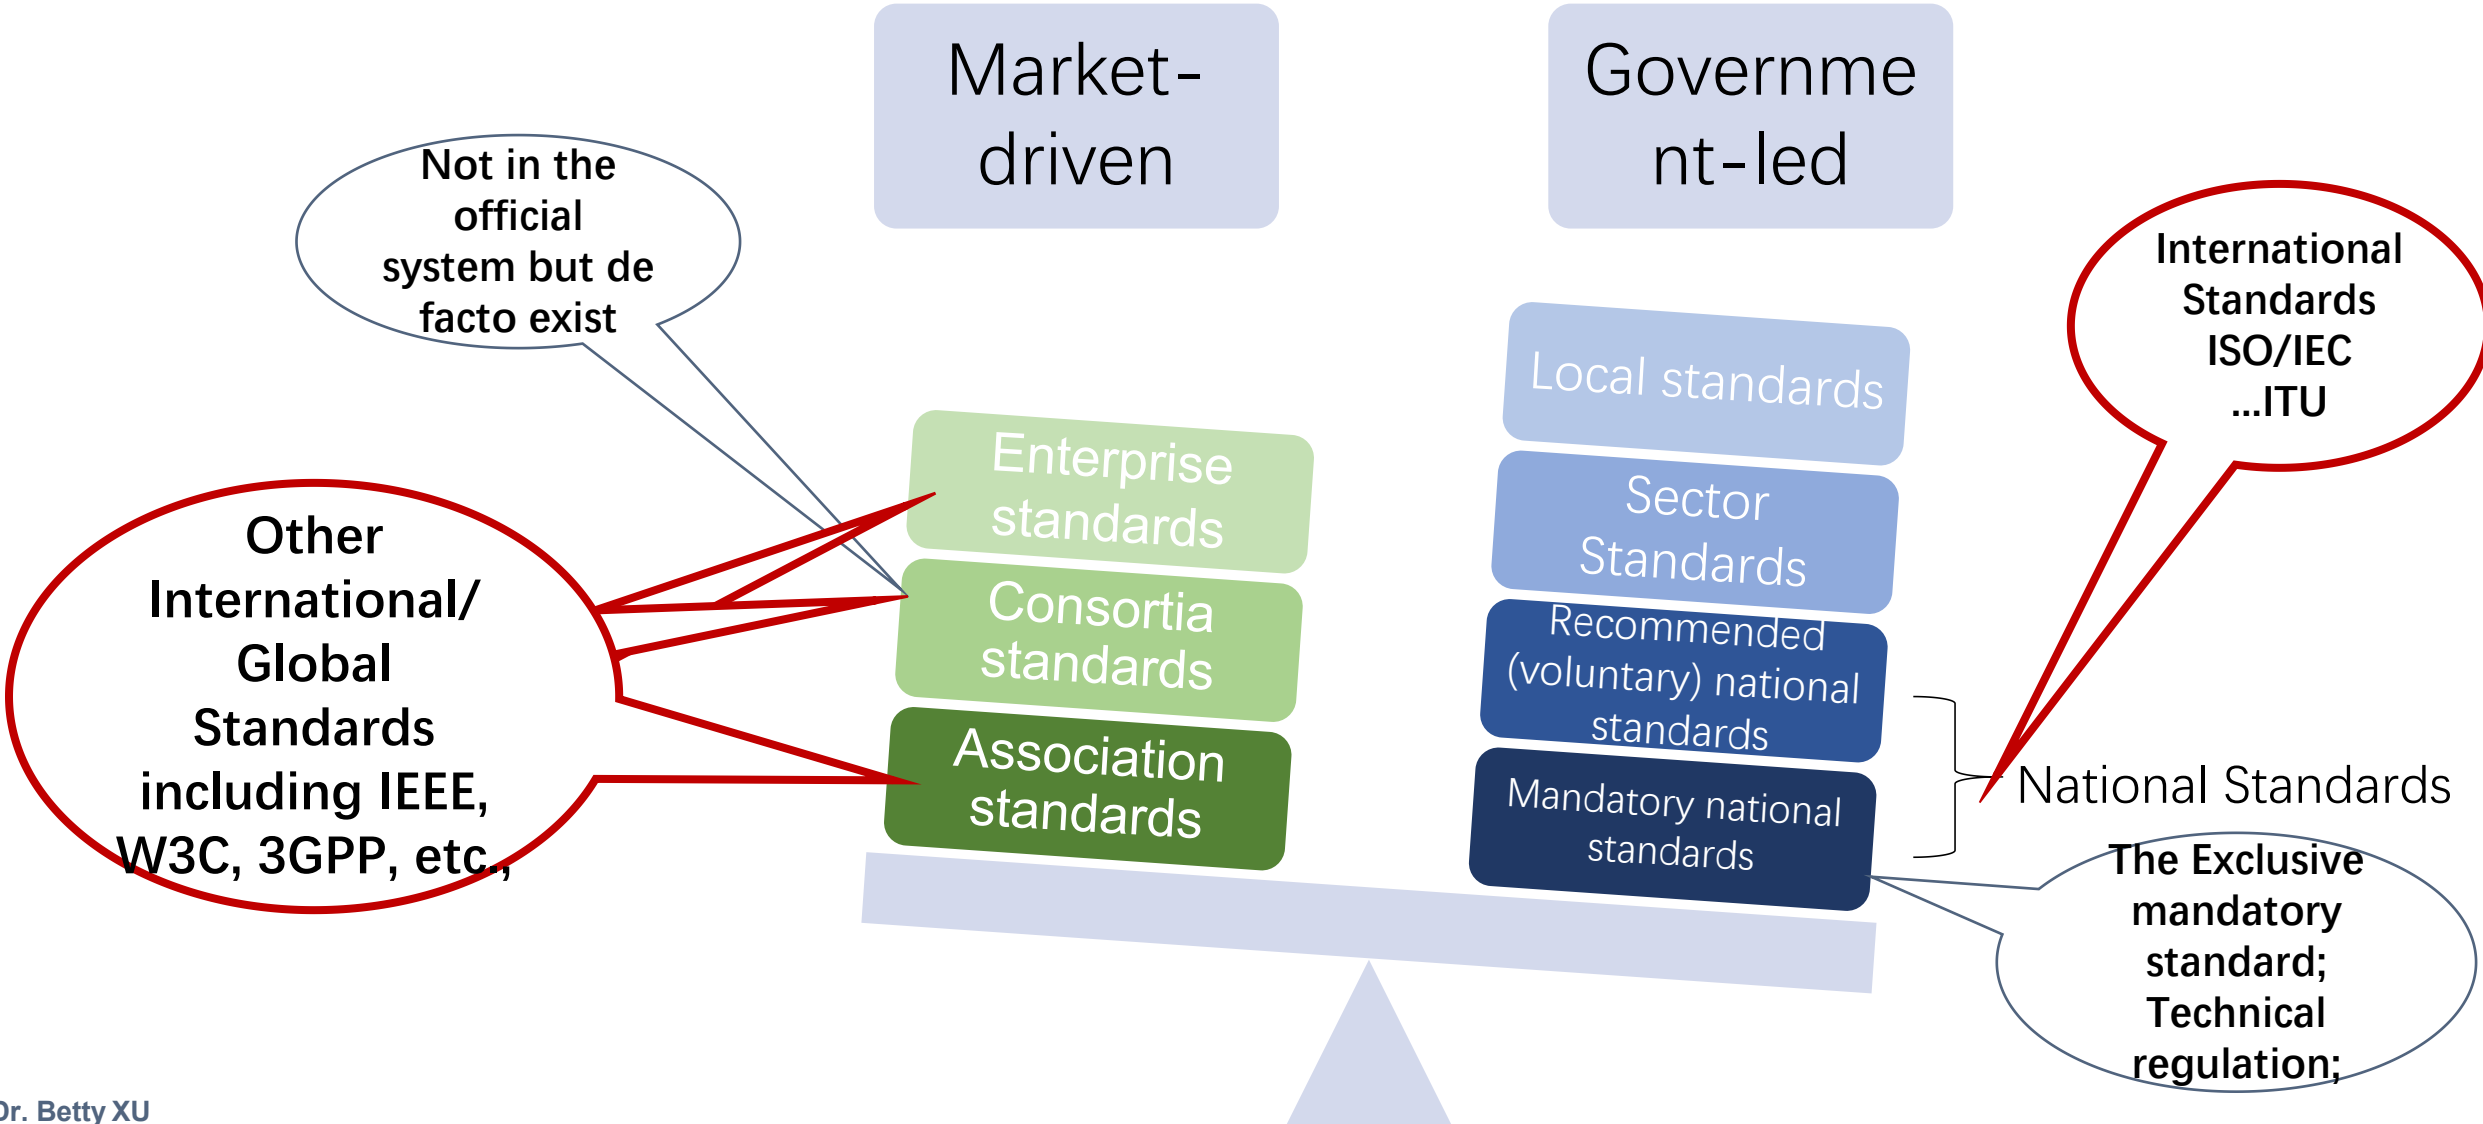 Market-
driven
Governme
nt-led
Not in the
official
system but de
facto exist
International
Standards
ISO/IEC
...ITU
Local standards
Enterprise
standards
Sector
Standards
Other
International/
Global
Standards
including IEEE,
W3C, 3GPP, etc.,
Consortia
standards
Recommended
(voluntary) national
standards
Association
standards
Mandatory national
standards
National Standards
The Exclusive
mandatory
standard;
Technical
regulation;
Dr. Betty XU